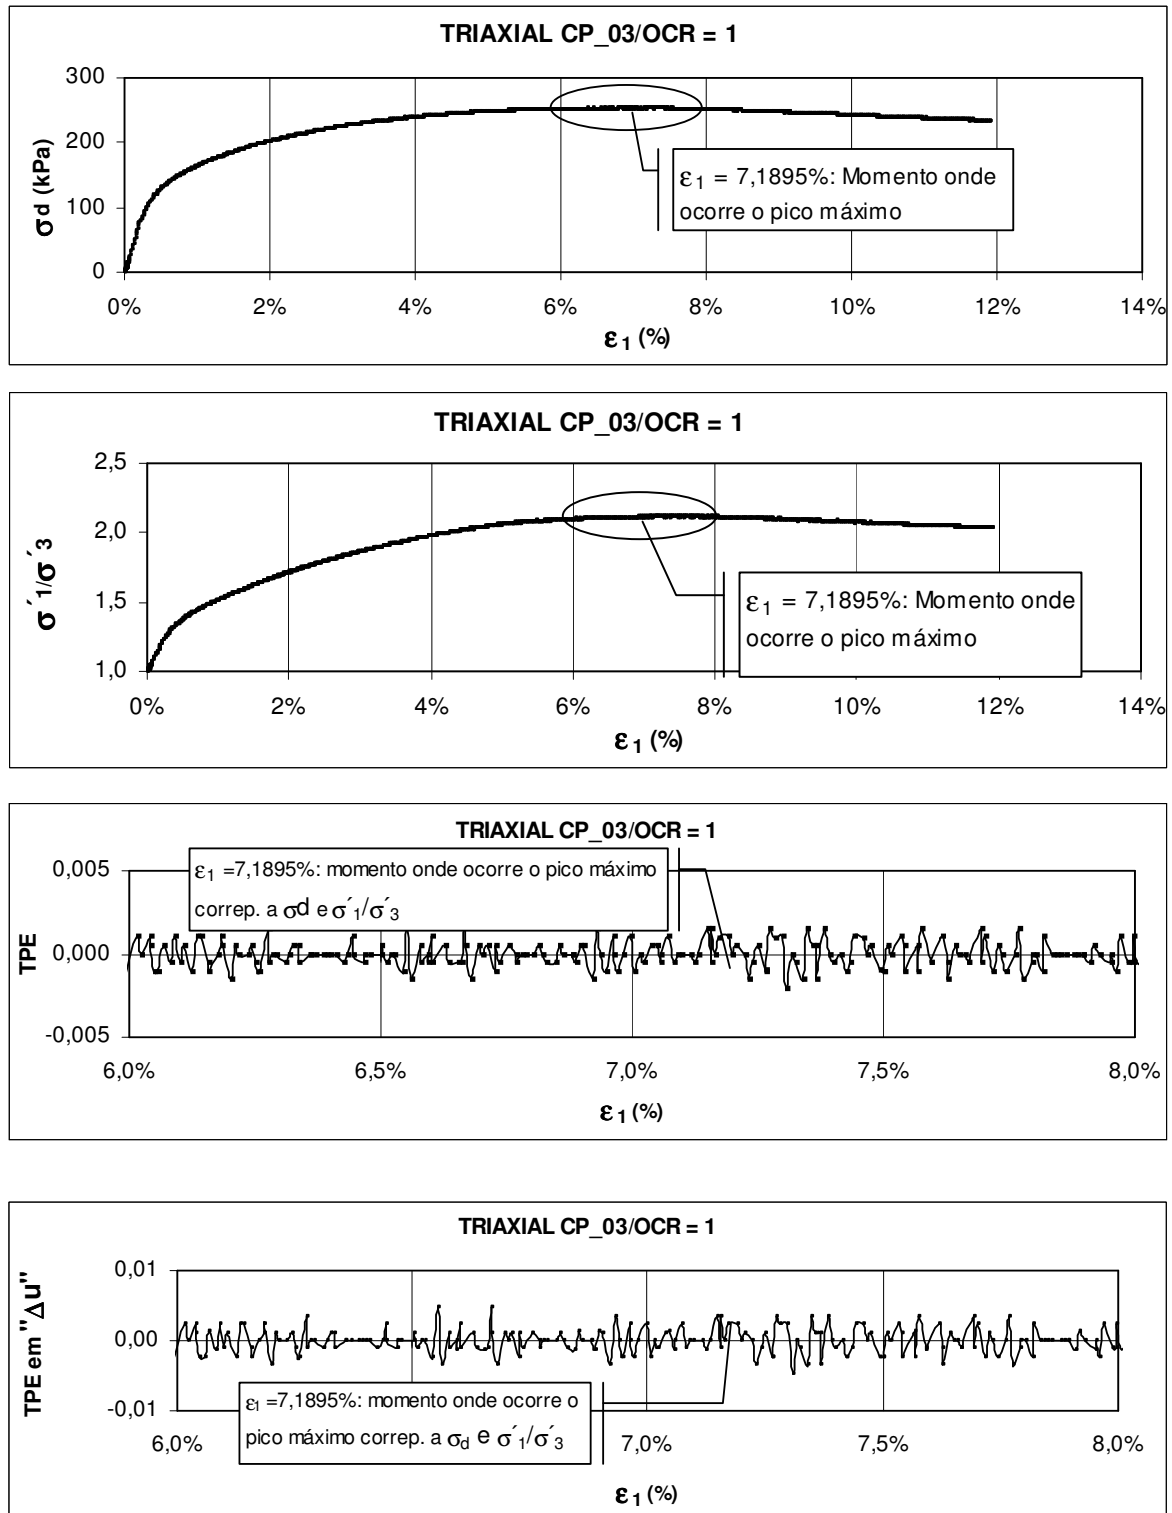 TRIAXIAL CP_03/OCR = 1
300
200
100
0
σd (kPa)
ε1 = 7,1895%: Momento onde
ocorre o pico máximo
0% 2% 4% 6% 8% 10% 12% 14%
ε1 (%)
TRIAXIAL CP_03/OCR = 1
2,5
2,0
1,5
1,0
σ´1/σ´3
ε1 = 7,1895%: Momento onde
ocorre o pico máximo
0% 2% 4% 6% 8% 10% 12% 14%
ε1 (%)
TRIAXIAL CP_03/OCR = 1
0,005
0,000
-0,005
TPE
ε1 =7,1895%: momento onde ocorre o pico máximo
correp. a σd e σ´1/σ´3
6,0% 6,5% 7,0% 7,5% 8,0%
ε1 (%)
TRIAXIAL CP_03/OCR = 1
0,01
0,00
-0,01
TPE em "Δu"
ε1 =7,1895%: momento onde ocorre o
pico máximo correp. a σd e σ´1/σ´3
6,0% 7,0% 7,5% 8,0%
ε1 (%)